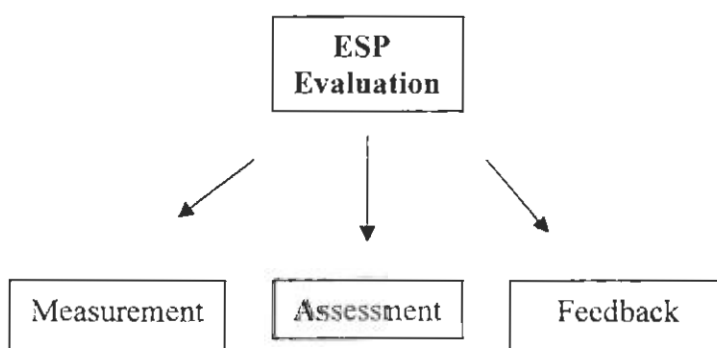 ESP
Evaluation
Measurement
Assessment
Feedback